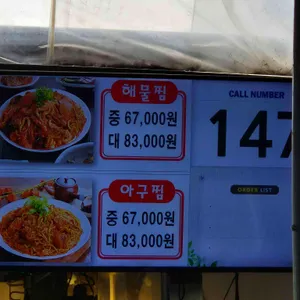 해물찜
중 67,000원
대 83,000원
CALL NUMBER
147
아구찜
중 67,000원
대 83,000원
ORDER LIST